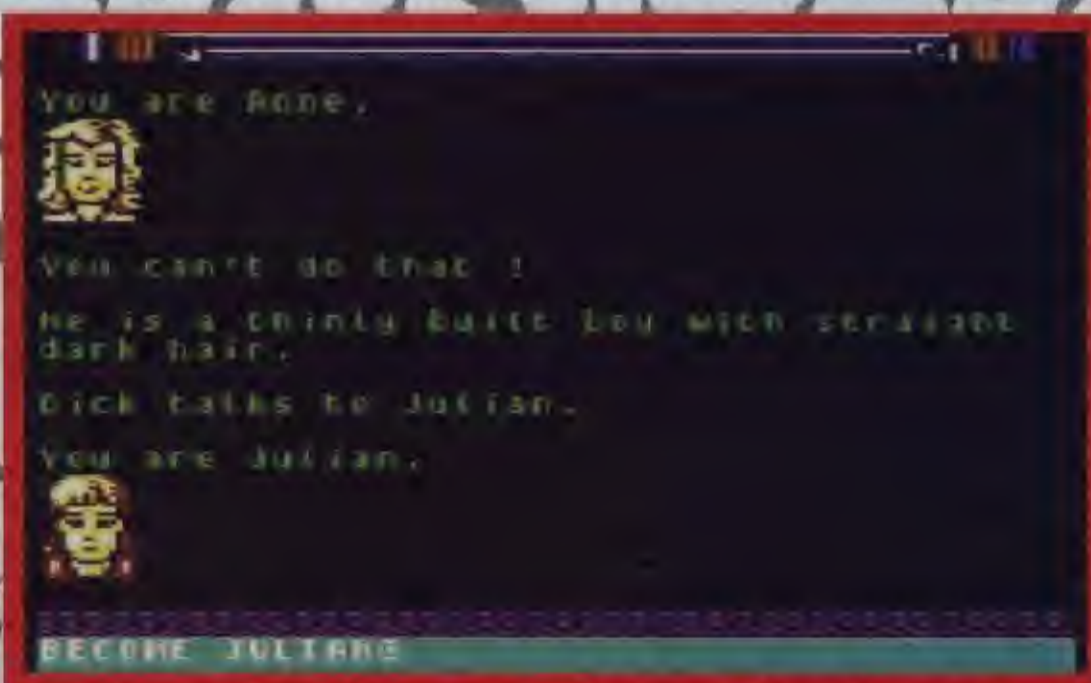 You are Anne.
You can't do that !
He is a thinly built boy with straight
dark hair.
Dick talks to Julian.
You are Julian.
BECOME JULIAN